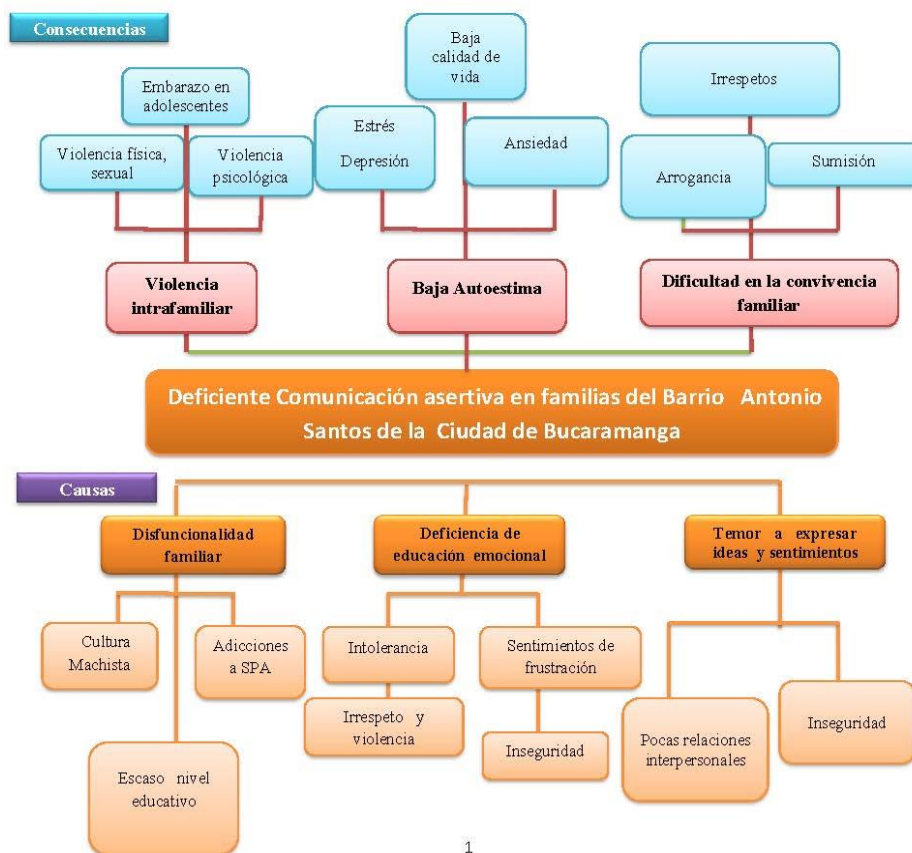 Consecuencias
Baja
calidad de
vida
Embarazo en
adolescentes
Irrespetos
Violencia física,
sexual
Violencia
psicológica
Estrés
Depresión
Ansiedad
Arrogancia
Sumisión
Violencia
intrafamiliar
Baja Autoestima
Dificultad en la convivencia
familiar
Deficiente Comunicación asertiva en familias del Barrio Antonio
Santos de la Ciudad de Bucaramanga
Causas
Disfuncionalidad
familiar
Deficiencia de
educación emocional
Temor a expresar
ideas y sentimientos
Cultura
Machista
Adicciones
a SPA
Intolerancia
Sentimientos de
frustración
Irrespeto y
violencia
Inseguridad
Pocas relaciones
interpersonales
Inseguridad
Escaso nivel
educativo
1